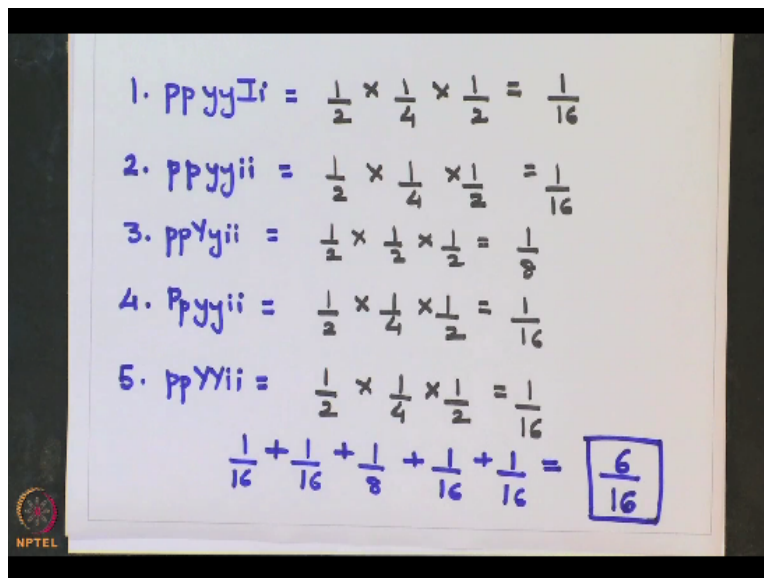 1. ppyyIi = 1/2 × 1/4 × 1/2 = 1/16
2. ppyyii = 1/2 × 1/4 × 1/2 = 1/16
3. ppYyii = 1/2 × 1/2 × 1/2 = 1/8
4. Ppyyii = 1/2 × 1/4 × 1/2 = 1/16
5. ppYYii = 1/2 × 1/4 × 1/2 = 1/16
1/16 + 1/16 + 1/8 + 1/16 + 1/16 = 6/16
NPTEL